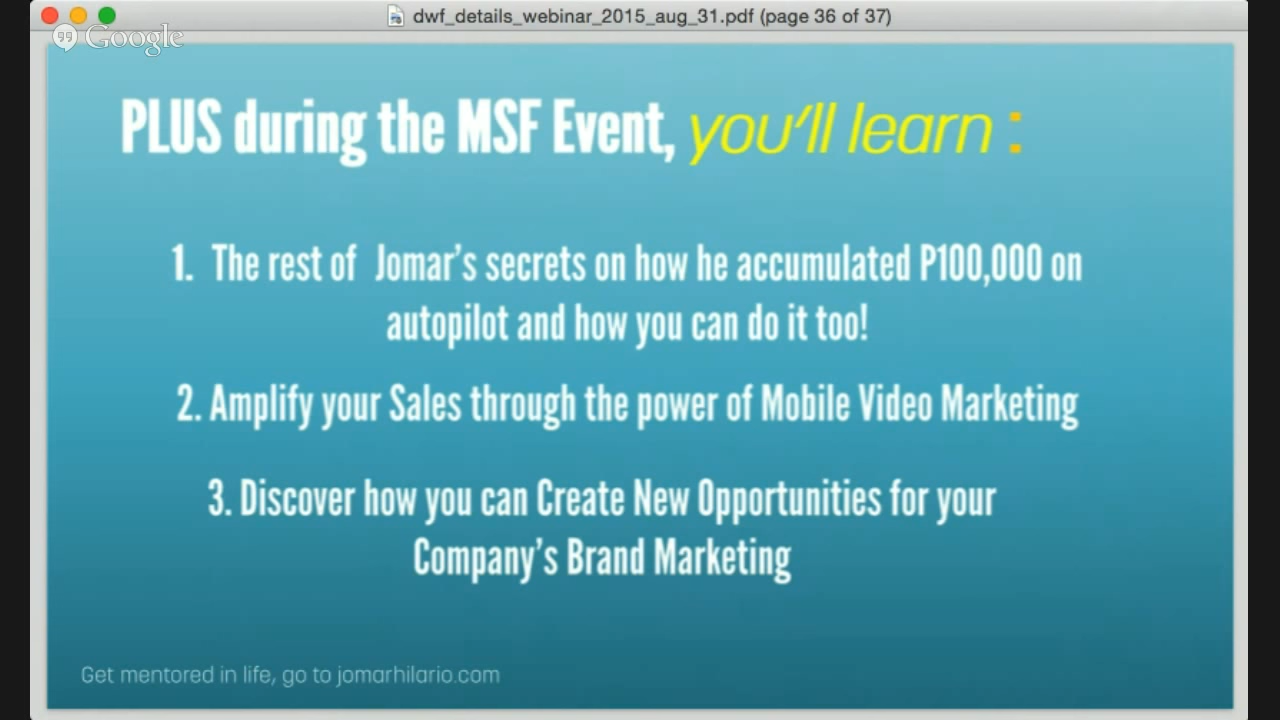 dwf_details_webinar_2015_aug_31.pdf (page 36 of 37)
Google
PLUS during the MSF Event, you'll learn :
1. The rest of Jomar's secrets on how he accumulated P100,000 on
autopilot and how you can do it too!
2. Amplify your Sales through the power of Mobile Video Marketing
3. Discover how you can Create New Opportunities for your
Company's Brand Marketing
Get mentored in life, go to jomarhilario.com